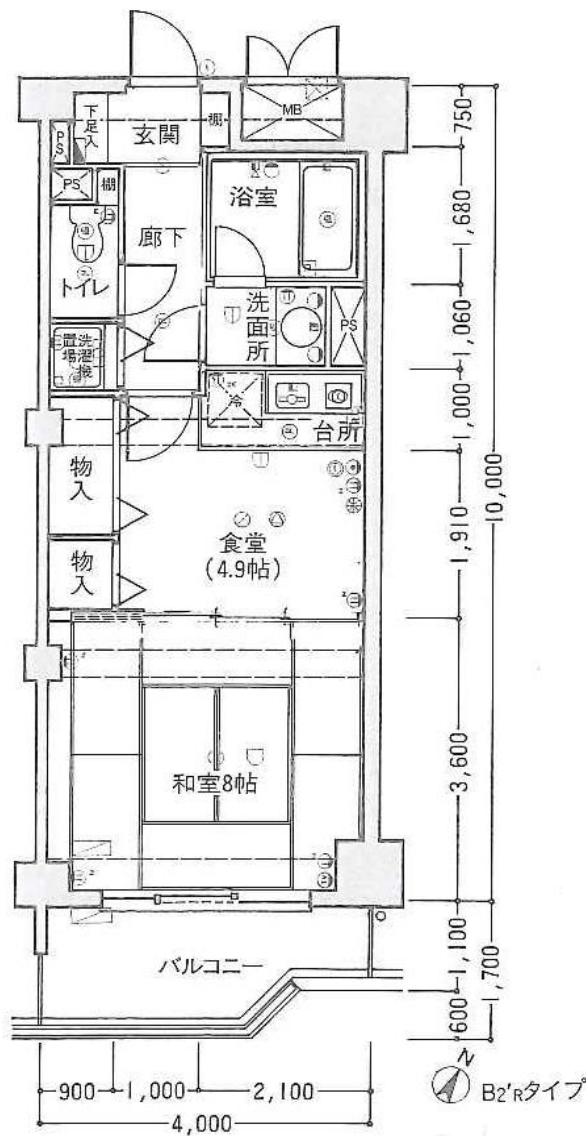 MB
PS
下足入
玄関
棚
PS
棚
浴室
廊下
トイレ
洗面所
PS
洗濯機置場
冷
台所
物入
食堂
(4.9帖)
物入
和室8帖
バルコニー
750
1,680
1,060
1,000
1,910
3,600
10,000
1,100
600
1,700
900
1,000
2,100
4,000
N
B2'Rタイプ